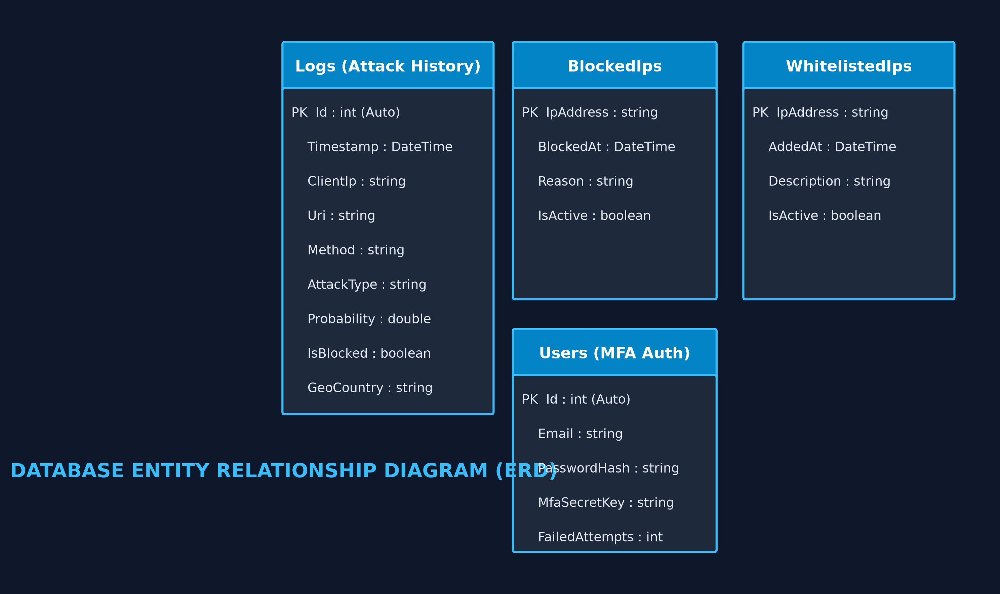 Logs (Attack History)
PK  Id : int (Auto)
Timestamp : DateTime
ClientIp : string
Uri : string
Method : string
AttackType : string
Probability : double
IsBlocked : boolean
GeoCountry : string
BlockedIps
PK  IpAddress : string
BlockedAt : DateTime
Reason : string
IsActive : boolean
WhitelistedIps
PK  IpAddress : string
AddedAt : DateTime
Description : string
IsActive : boolean
Users (MFA Auth)
PK  Id : int (Auto)
Email : string
PasswordHash : string
MfaSecretKey : string
FailedAttempts : int
DATABASE ENTITY RELATIONSHIP DIAGRAM (ERD)